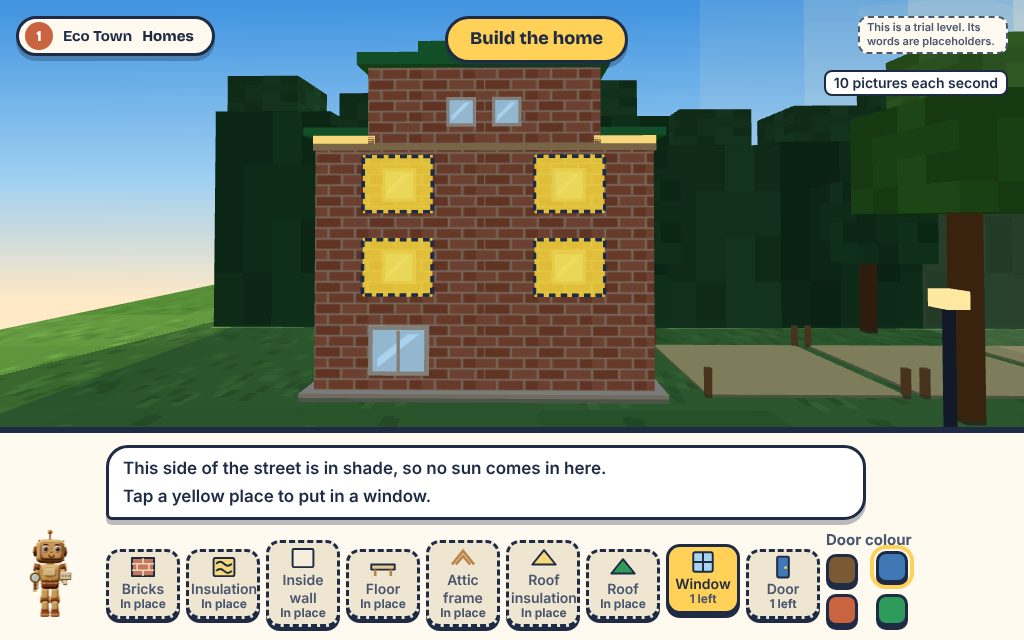 1 Eco Town Homes
Build the home
This is a trial level. Its
words are placeholders.
10 pictures each second
This side of the street is in shade, so no sun comes in here.
Tap a yellow place to put in a window.
Bricks
In place
Insulation
In place
Inside
wall
In place
Floor
In place
Attic
frame
In place
Roof
insulation
In place
Roof
In place
Window
1 left
Door
1 left
Door colour